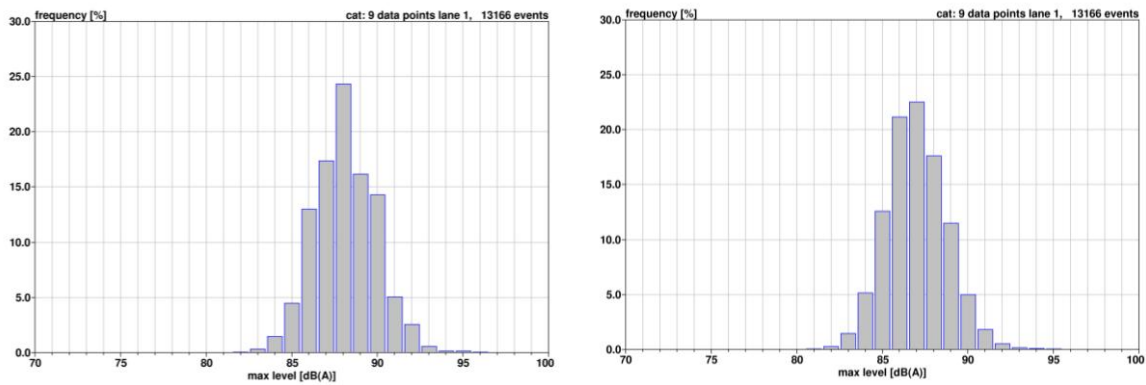 frequency [%] cat: 9 data points lane 1, 13166 events
30.0
25.0
20.0
15.0
10.0
5.0
0.0
70 75 80 85 90 95 100
max level [dB(A)]
frequency [%] cat: 9 data points lane 1, 13166 events
30.0
25.0
20.0
15.0
10.0
5.0
0.0
70 75 80 85 90 95 100
max level [dB(A)]